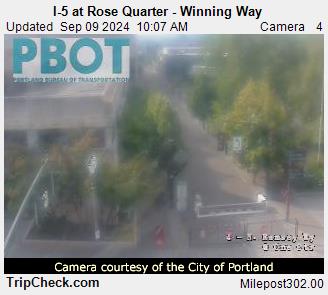 I-5 at Rose Quarter - Winning Way
Updated Sep 09 2024 10:07 AM Camera 4
PBOT
PORTLAND BUREAU OF TRANSPORTATION
Camera courtesy of the City of Portland
TripCheck.com Milepost302.00